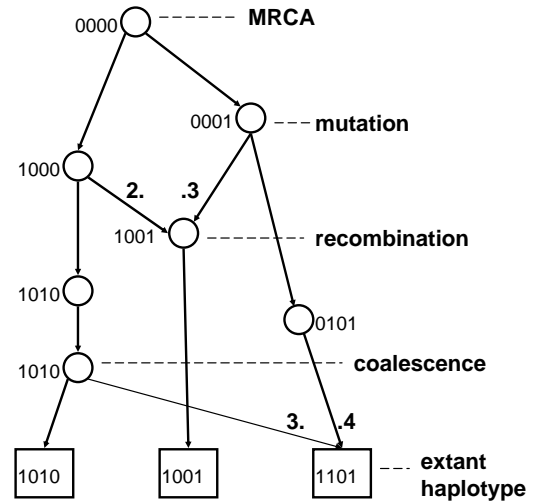 0000 MRCA
0001 mutation
1000
2. .3
1001 recombination
1010
0101
1010 coalescence
3. .4
1010 1001 1101 extant
haplotype